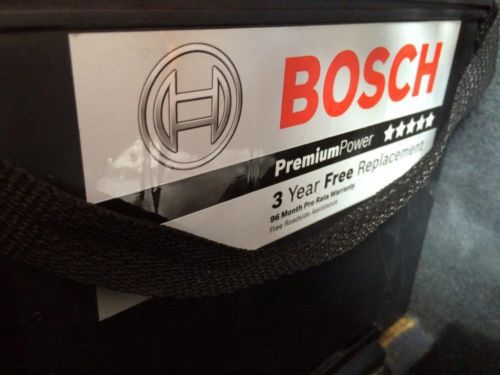 BOSCH
PremiumPower ★★★★★
3 Year Free Replacement
96 Month Pro Rata Warranty
Free Roadside Assistance